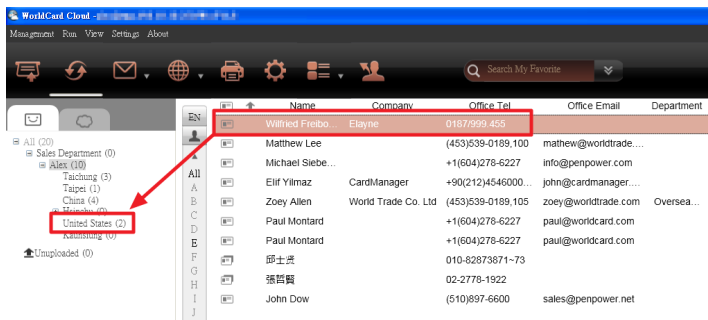 WorldCard Cloud -
Management Run View Settings About
Search My Favorite
Name Company Office Tel Office Email Department
EN
All (20)
Sales Department (0)
Alex (10)
Taichung (3)
Taipei (1)
China (4)
Hsinchu (0)
United States (2)
Kaohsiung (0)
Unuploaded (0)
All
A
B
C
D
E
F
G
H
I
J
Wilfried Freibo... Elayne 0187/999.455
Matthew Lee (453)539-0189,100 mathew@worldtrade....
Michael Siebe... +1(604)278-6227 info@penpower.com
Elif Yilmaz CardManager +90(212)4546000... john@cardmanager....
Zoey Allen World Trade Co. Ltd (453)539-0189,105 zoey@worldtrade.com Oversea...
Paul Montard +1(604)278-6227 paul@worldcard.com
Paul Montard +1(604)278-6227 paul@worldcard.com
邱士贤 010-82873871~73
張哲賢 02-2778-1922
John Dow (510)897-6600 sales@penpower.net